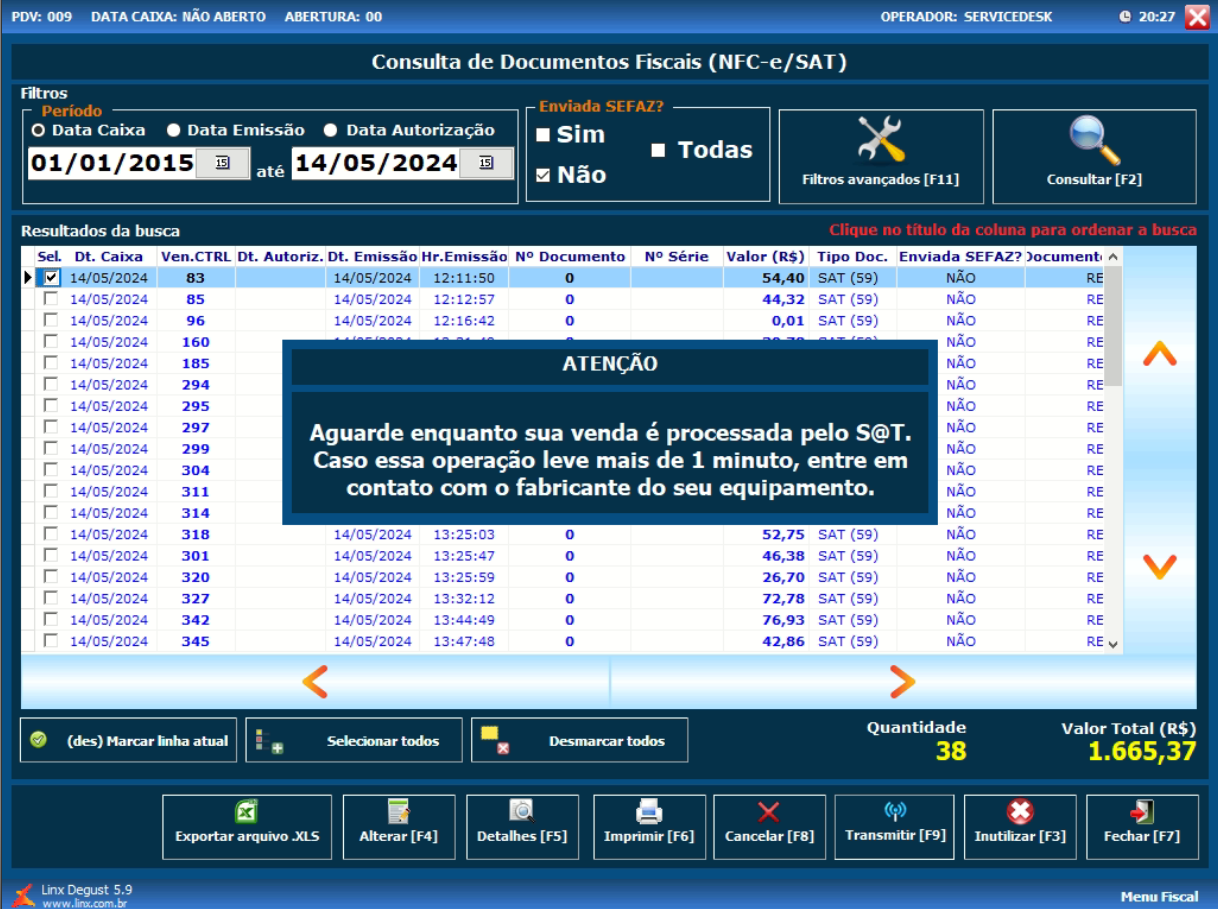 PDV: 009 DATA CAIXA: NÃO ABERTO ABERTURA: 00 OPERADOR: SERVICEDESK 20:27
Consulta de Documentos Fiscais (NFC-e/SAT)
Filtros
Período
Data Caixa Data Emissão Data Autorização
01/01/2015 15 até 14/05/2024 15
Enviada SEFAZ?
Sim
Todas
Não
Filtros avançados [F11]
Consultar [F2]
Resultados da busca
Clique no título da coluna para ordenar a busca
Sel. Dt. Caixa Ven.CTRL Dt. Autoriz. Dt. Emissão Hr.Emissão Nº Documento Nº Série Valor (R$) Tipo Doc. Enviada SEFAZ?
14/05/2024 83 14/05/2024 12:11:50 0 54,40 SAT (59) NÃO RE
14/05/2024 85 14/05/2024 12:12:57 0 44,32 SAT (59) NÃO RE
14/05/2024 96 14/05/2024 12:16:42 0 0,01 SAT (59) NÃO RE
14/05/2024 160 NÃO RE
14/05/2024 185 NÃO RE
14/05/2024 294 NÃO RE
14/05/2024 295 NÃO RE
14/05/2024 297 NÃO RE
14/05/2024 299 NÃO RE
14/05/2024 304 NÃO RE
14/05/2024 311 NÃO RE
14/05/2024 314 NÃO RE
14/05/2024 318 14/05/2024 13:25:03 0 52,75 SAT (59) NÃO RE
14/05/2024 301 14/05/2024 13:25:47 0 46,38 SAT (59) NÃO RE
14/05/2024 320 14/05/2024 13:25:59 0 26,70 SAT (59) NÃO RE
14/05/2024 327 14/05/2024 13:32:12 0 72,78 SAT (59) NÃO RE
14/05/2024 342 14/05/2024 13:44:49 0 76,93 SAT (59) NÃO RE
14/05/2024 345 14/05/2024 13:47:48 0 42,86 SAT (59) NÃO RE
ATENÇÃO
Aguarde enquanto sua venda é processada pelo S@T.
Caso essa operação leve mais de 1 minuto, entre em
contato com o fabricante do seu equipamento.
(des) Marcar linha atual
Selecionar todos
Desmarcar todos
Quantidade
38
Valor Total (R$)
1.665,37
Exportar arquivo .XLS
Alterar [F4]
Detalhes [F5]
Imprimir [F6]
Cancelar [F8]
Transmitir [F9]
Inutilizar [F3]
Fechar [F7]
Linx Degust 5.9
www.linx.com.br
Menu Fiscal